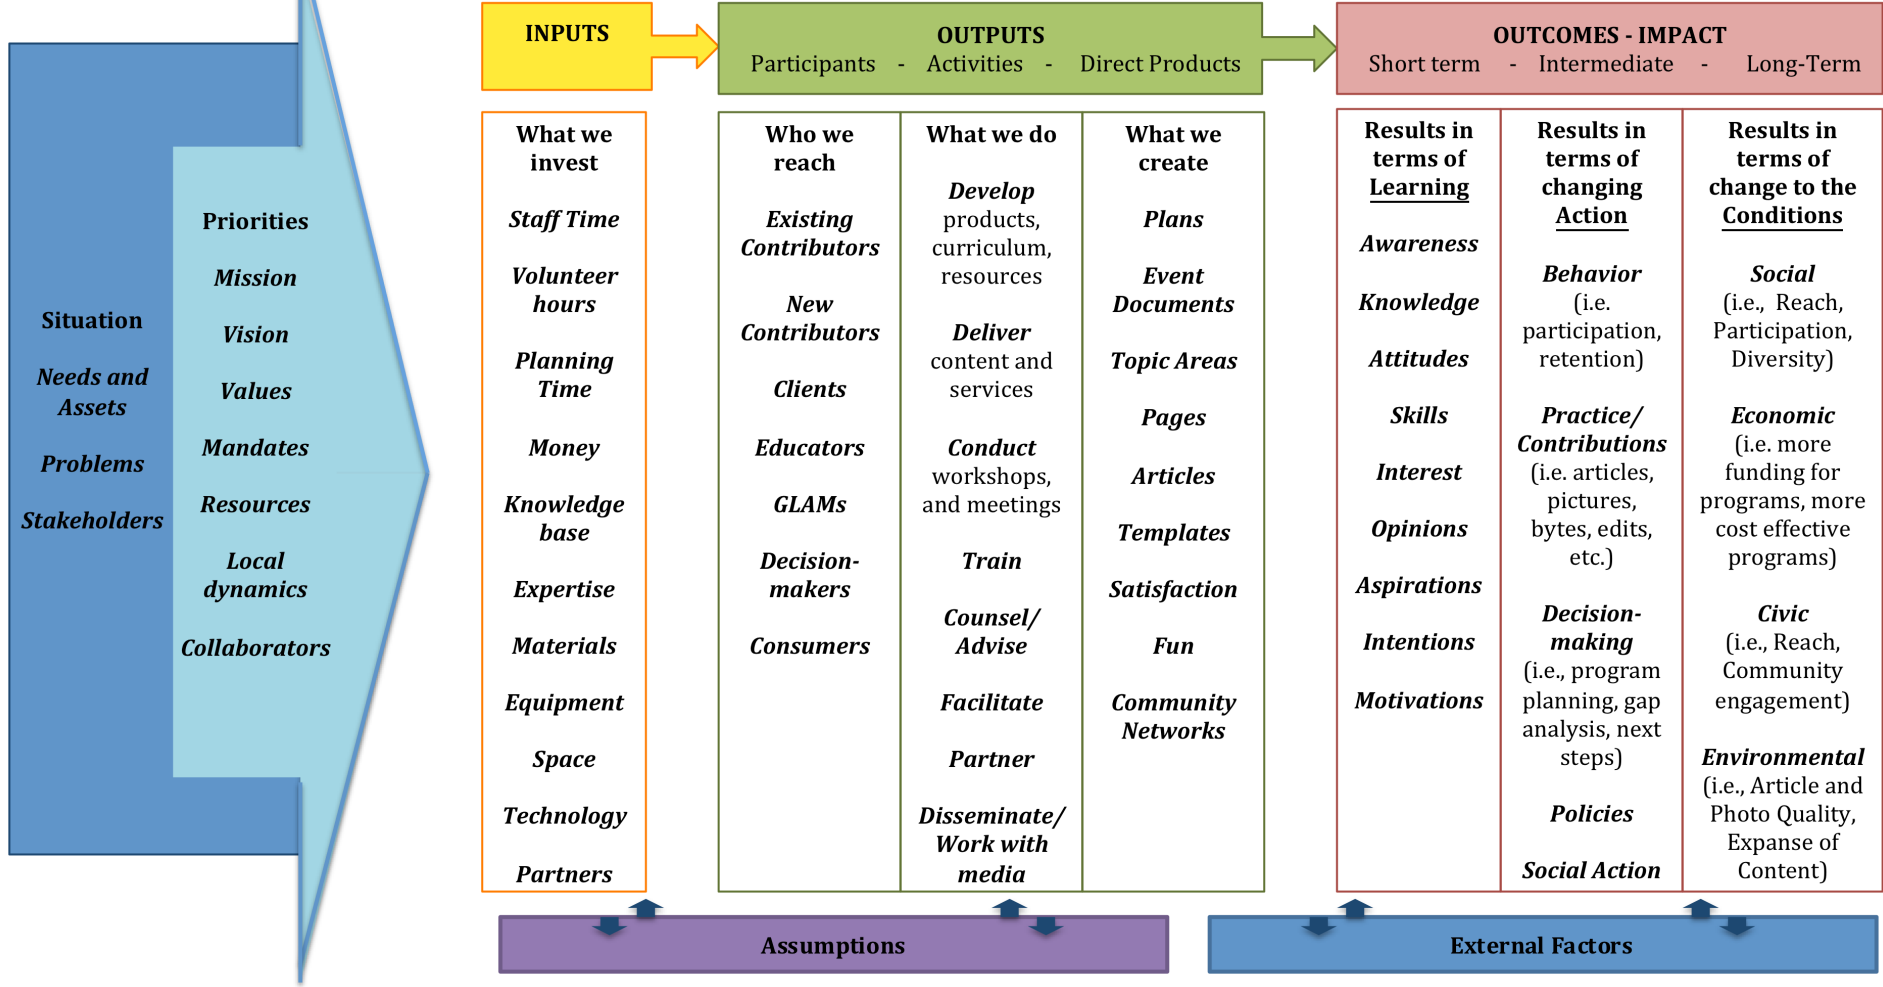 Situation
Needs and
Assets
Problems
Stakeholders
Priorities
Mission
Vision
Values
Mandates
Resources
Local
dynamics
Collaborators
INPUTS
What we
invest
Staff Time
Volunteer
hours
Planning
Time
Money
Knowledge
base
Expertise
Materials
Equipment
Space
Technology
Partners
OUTPUTS
Participants - Activities - Direct Products
Who we
reach
Existing
Contributors
New
Contributors
Clients
Educators
GLAMs
Decision-
makers
Consumers
What we do
Develop
products,
curriculum,
resources
Deliver
content and
services
Conduct
workshops,
and meetings
Train
Counsel/
Advise
Facilitate
Partner
Disseminate/
Work with
media
What we
create
Plans
Event
Documents
Topic Areas
Pages
Articles
Templates
Satisfaction
Fun
Community
Networks
OUTCOMES - IMPACT
Short term - Intermediate - Long-Term
Results in
terms of
Learning
Awareness
Knowledge
Attitudes
Skills
Interest
Opinions
Aspirations
Intentions
Motivations
Results in
terms of
changing
Action
Behavior
(i.e.
participation,
retention)
Practice/
Contributions
(i.e. articles,
pictures,
bytes, edits,
etc.)
Decision-
making
(i.e., program
planning, gap
analysis, next
steps)
Policies
Social Action
Results in
terms of
change to the
Conditions
Social
(i.e., Reach,
Participation,
Diversity)
Economic
(i.e. more
funding for
programs, more
cost effective
programs)
Civic
(i.e., Reach,
Community
engagement)
Environmental
(i.e., Article and
Photo Quality,
Expanse of
Content)
Assumptions
External Factors